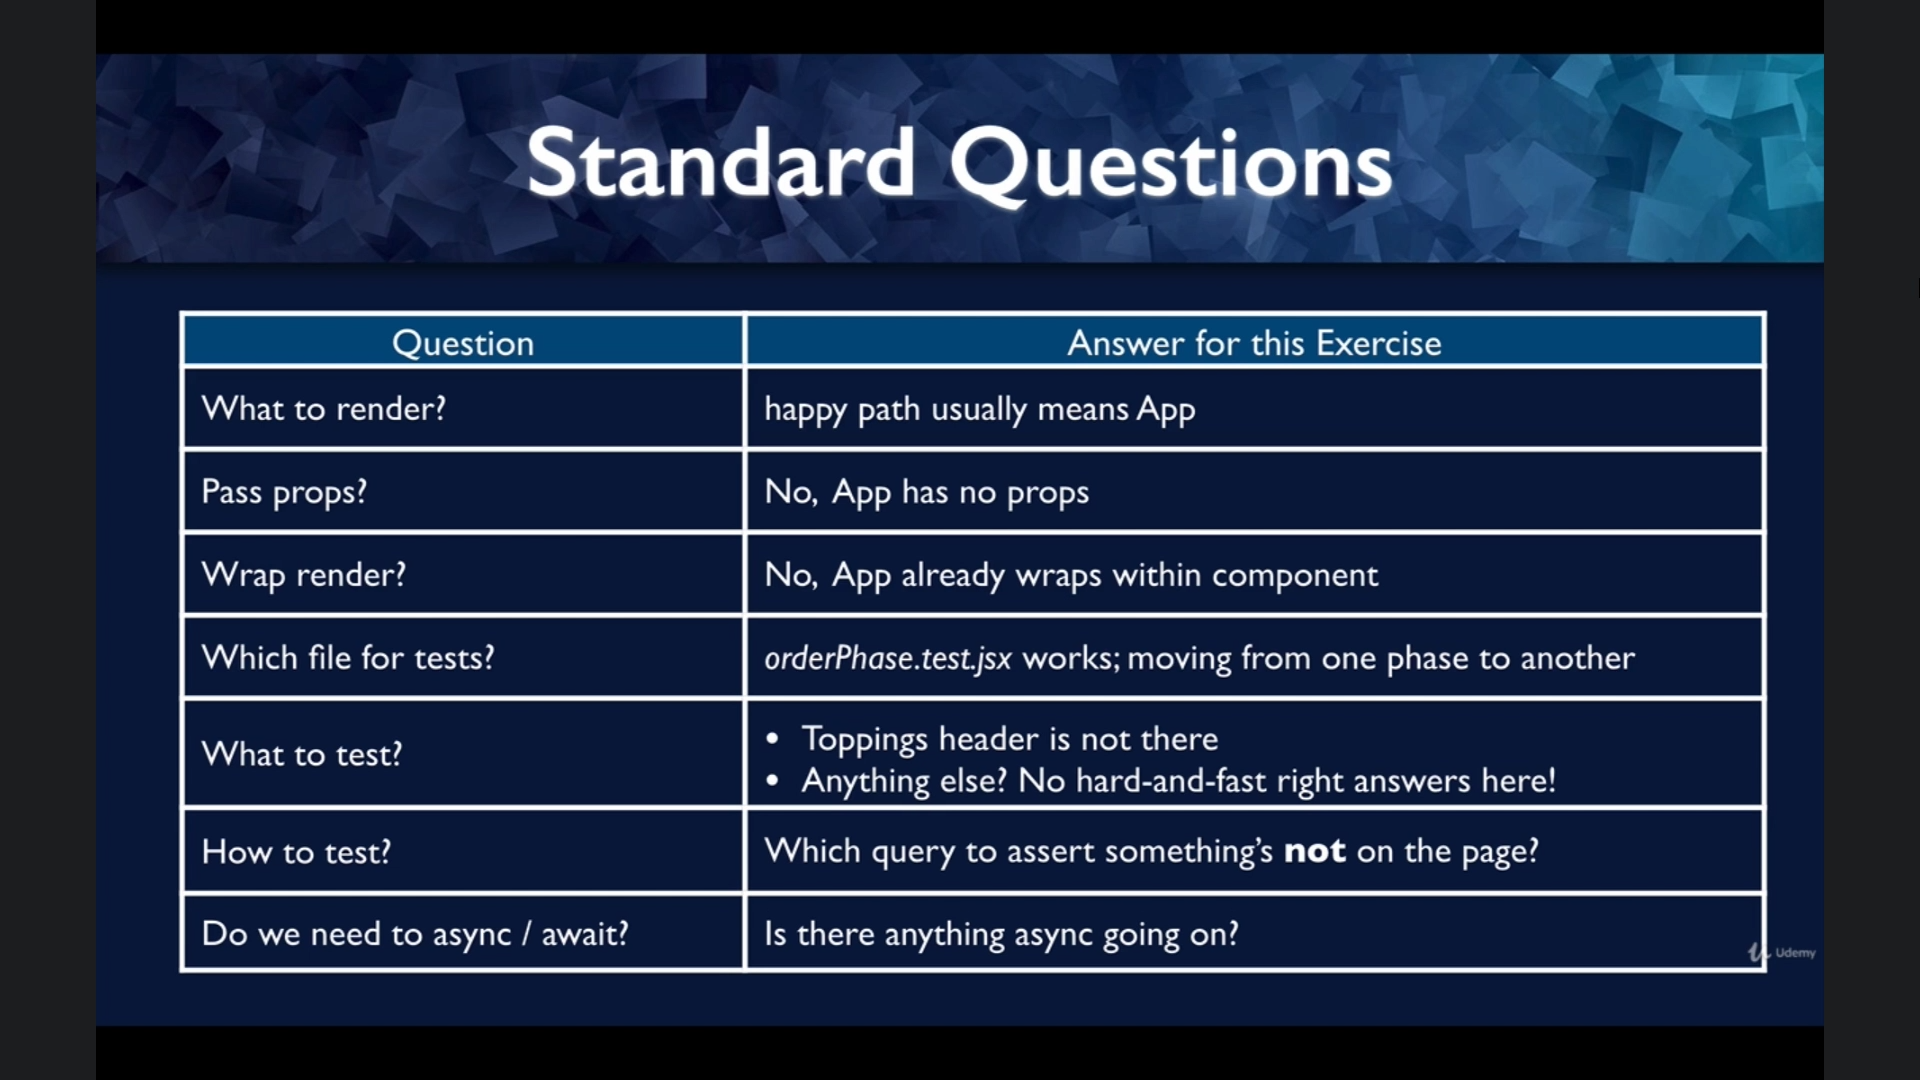 Standard Questions
Question
Answer for this Exercise
What to render?
happy path usually means App
Pass props?
No, App has no props
Wrap render?
No, App already wraps within component
Which file for tests?
orderPhase.test.jsx works; moving from one phase to another
What to test?
• Toppings header is not there
• Anything else? No hard-and-fast right answers here!
How to test?
Which query to assert something’s not on the page?
Do we need to async / await?
Is there anything async going on?
Udemy